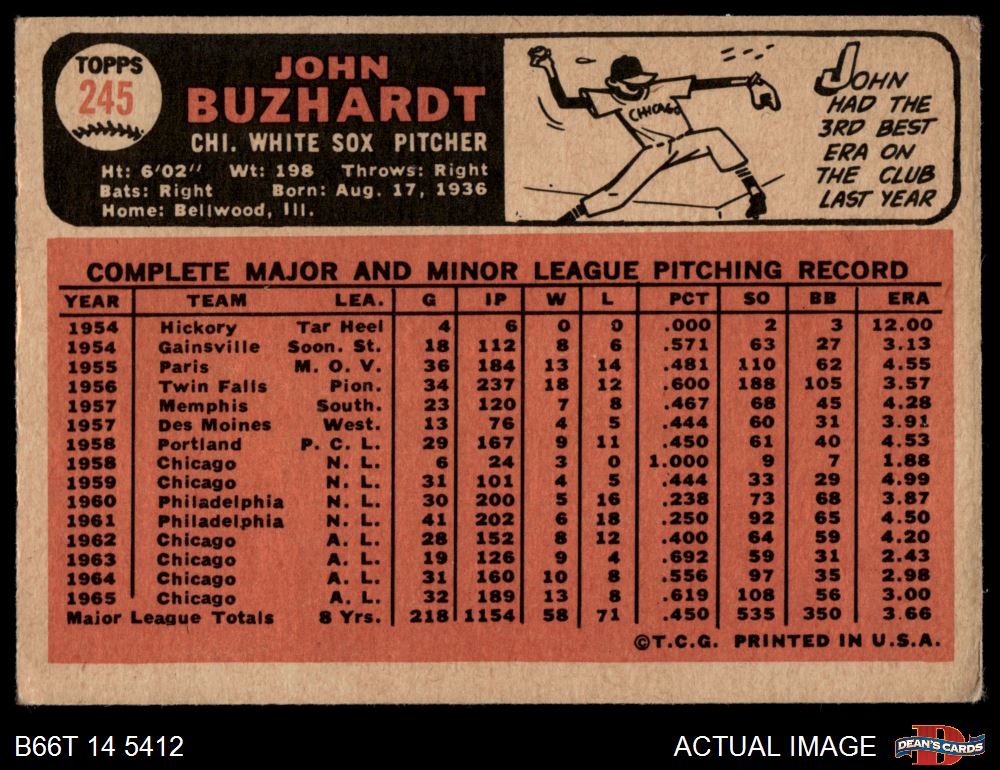 TOPPS
245
JOHN
BUZHARDT
CHI. WHITE SOX PITCHER
Ht: 6'02" Wt: 198 Throws: Right
Bats: Right Born: Aug. 17, 1936
Home: Bellwood, Ill.
CHICAGO
JOHN
HAD THE
3RD BEST
ERA ON
THE CLUB
LAST YEAR
COMPLETE MAJOR AND MINOR LEAGUE PITCHING RECORD
YEAR TEAM LEA. G IP W L PCT SO BB ERA
1954 Hickory Tar Heel 4 6 0 0 .000 2 3 12.00
1954 Gainsville Soon. St. 18 112 8 6 .571 63 27 3.13
1955 Paris M. O. V. 36 184 13 14 .481 110 62 4.55
1956 Twin Falls Pion. 34 237 18 12 .600 188 105 3.57
1957 Memphis South. 23 120 7 8 .467 68 45 4.28
1957 Des Moines West. 13 76 4 5 .444 60 31 3.91
1958 Portland P. C. L. 29 167 9 11 .450 61 40 4.53
1958 Chicago N. L. 6 24 3 0 1.000 9 7 1.88
1959 Chicago N. L. 31 101 4 5 .444 33 29 4.99
1960 Philadelphia N. L. 30 200 5 16 .238 73 68 3.87
1961 Philadelphia N. L. 41 202 6 18 .250 92 65 4.50
1962 Chicago A. L. 28 152 8 12 .400 64 59 4.20
1963 Chicago A. L. 19 126 9 4 .692 59 31 2.43
1964 Chicago A. L. 31 160 10 8 .556 97 35 2.98
1965 Chicago A. L. 32 189 13 8 .619 108 56 3.00
Major League Totals 8 Yrs. 218 1154 58 71 .450 535 350 3.66
©T.C.G. PRINTED IN U.S.A.
B66T 14 5412
ACTUAL IMAGE
D
DEAN'S CARDS